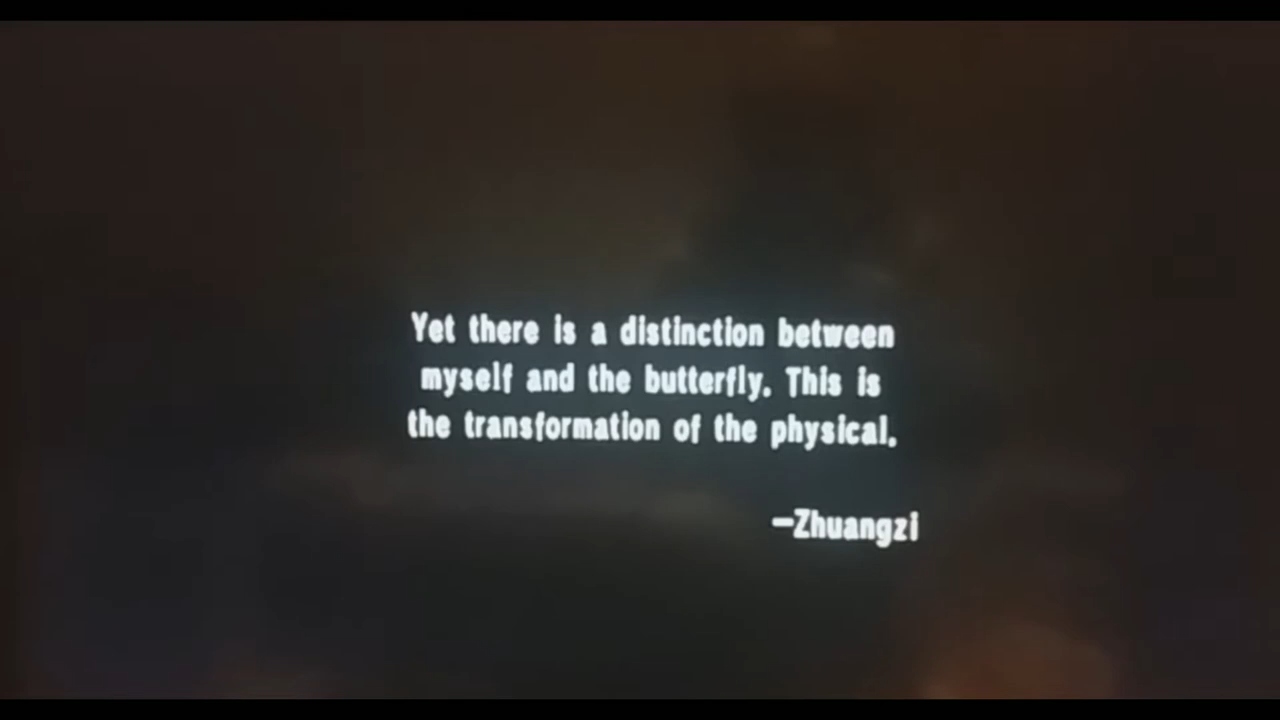 Yet there is a distinction between
myself and the butterfly. This is
the transformation of the physical.
—Zhuangzi